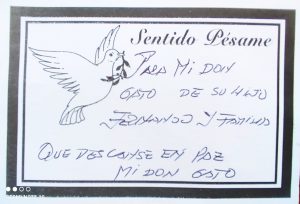 Sentido Pésame
PARA MI DON
GATO DE SU HIJO
FERNANDO Y FAMILIA
QUE DESCANSE EN PAZ
MI DON GATO